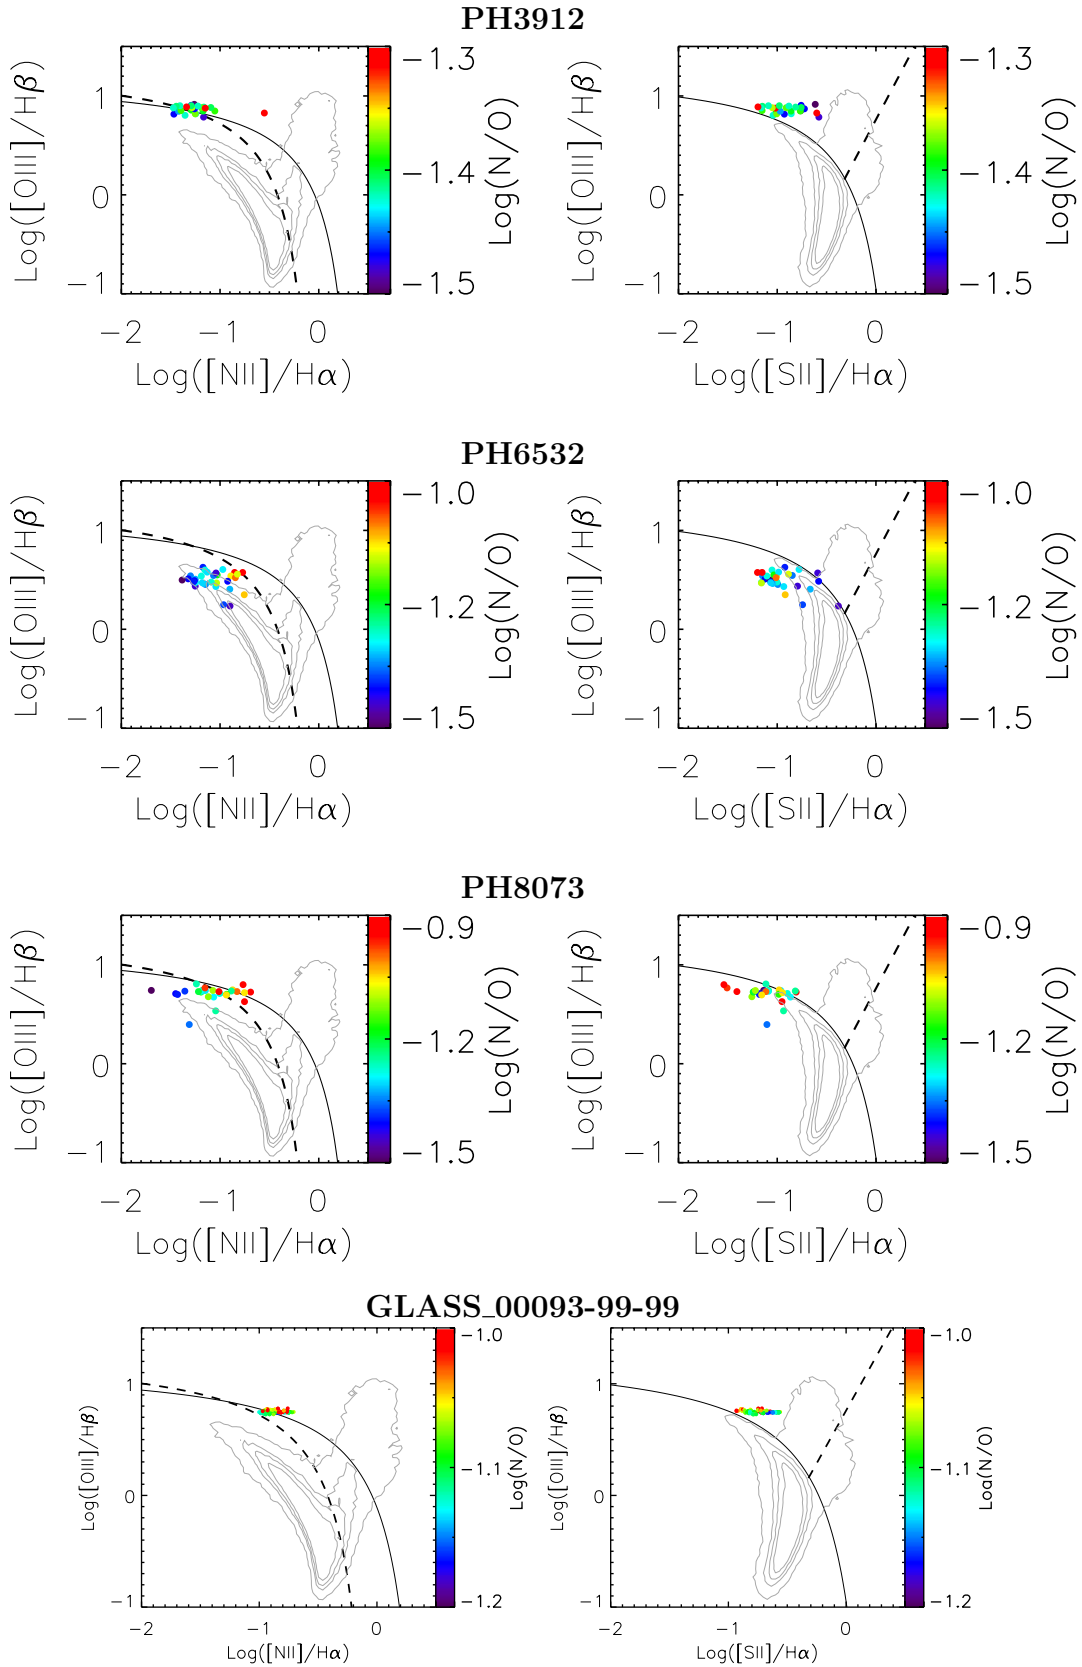 PH3912
Log([OIII]/Hβ)
1
0
−1
−2
−1
0
Log([NII]/Hα)
−1.3
−1.4
−1.5
Log(N/O)
Log([OIII]/Hβ)
1
0
−1
−2
−1
0
Log([SII]/Hα)
−1.3
−1.4
−1.5
Log(N/O)
PH6532
Log([OIII]/Hβ)
1
0
−1
−2
−1
0
Log([NII]/Hα)
−1.0
−1.2
−1.5
Log(N/O)
Log([OIII]/Hβ)
1
0
−1
−2
−1
0
Log([SII]/Hα)
−1.0
−1.2
−1.5
Log(N/O)
PH8073
Log([OIII]/Hβ)
1
0
−1
−2
−1
0
Log([NII]/Hα)
−0.9
−1.2
−1.5
Log(N/O)
Log([OIII]/Hβ)
1
0
−1
−2
−1
0
Log([SII]/Hα)
−0.9
−1.2
−1.5
Log(N/O)
GLASS_00093-99-99
Log([OIII]/Hβ)
1
0
−1
−2
−1
0
Log([NII]/Hα)
−1.0
−1.11
−1.2
Log(N/O)
Log([OIII]/Hβ)
1
0
−1
−2
−1
0
Log([SII]/Hα)
−1.0
−1.11
−1.2
Log(N/O)